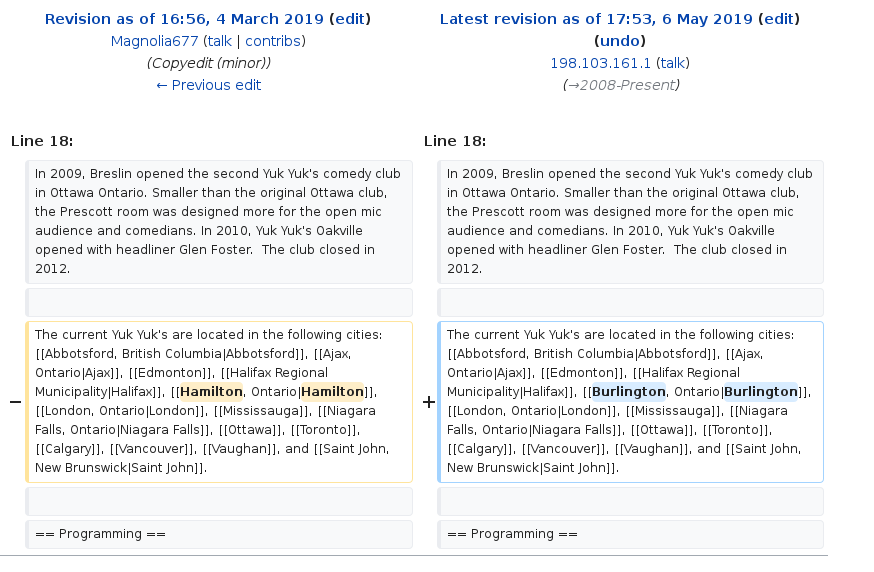 Revision as of 16:56, 4 March 2019 (edit)
Magnolia677 (talk | contribs)
(Copyedit (minor))
← Previous edit
Latest revision as of 17:53, 6 May 2019 (edit)
(undo)
198.103.161.1 (talk)
(→2008-Present)
Line 18:
In 2009, Breslin opened the second Yuk Yuk's comedy club
in Ottawa Ontario. Smaller than the original Ottawa club,
the Prescott room was designed more for the open mic
audience and comedians. In 2010, Yuk Yuk's Oakville
opened with headliner Glen Foster.  The club closed in
2012.
−
The current Yuk Yuk's are located in the following cities:
[[Abbotsford, British Columbia|Abbotsford]], [[Ajax,
Ontario|Ajax]], [[Edmonton]], [[Halifax Regional
Municipality|Halifax]], [[Hamilton, Ontario|Hamilton]],
[[London, Ontario|London]], [[Mississauga]], [[Niagara
Falls, Ontario|Niagara Falls]], [[Ottawa]], [[Toronto]],
[[Calgary]], [[Vancouver]], [[Vaughan]], and [[Saint John,
New Brunswick|Saint John]].
== Programming ==
Line 18:
In 2009, Breslin opened the second Yuk Yuk's comedy club
in Ottawa Ontario. Smaller than the original Ottawa club,
the Prescott room was designed more for the open mic
audience and comedians. In 2010, Yuk Yuk's Oakville
opened with headliner Glen Foster.  The club closed in
2012.
+
The current Yuk Yuk's are located in the following cities:
[[Abbotsford, British Columbia|Abbotsford]], [[Ajax,
Ontario|Ajax]], [[Edmonton]], [[Halifax Regional
Municipality|Halifax]], [[Burlington, Ontario|Burlington]],
[[London, Ontario|London]], [[Mississauga]], [[Niagara
Falls, Ontario|Niagara Falls]], [[Ottawa]], [[Toronto]],
[[Calgary]], [[Vancouver]], [[Vaughan]], and [[Saint John,
New Brunswick|Saint John]].
== Programming ==